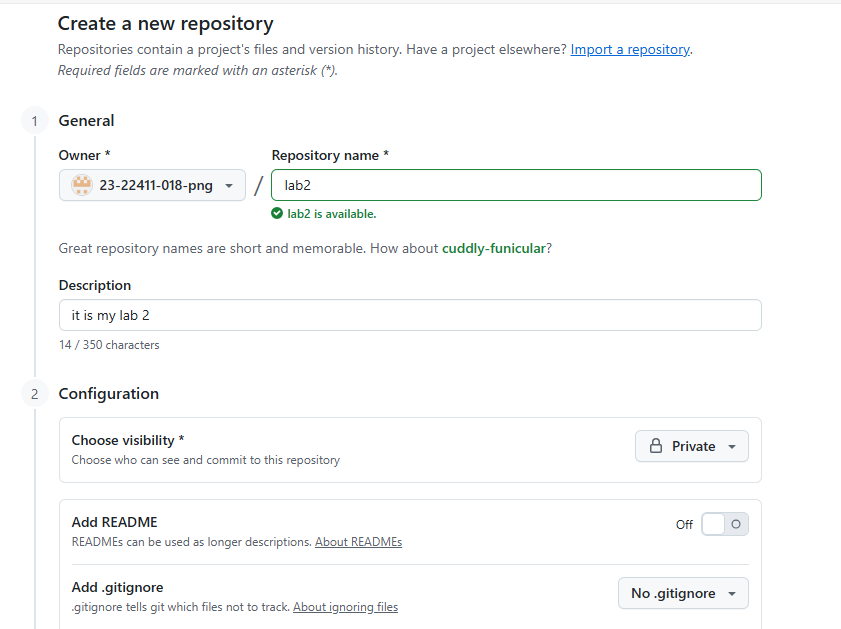 Create a new repository
Repositories contain a project's files and version history. Have a project elsewhere? Import a repository.
Required fields are marked with an asterisk (*).
1 General
Owner * Repository name *
23-22411-018-png / lab2
lab2 is available.
Great repository names are short and memorable. How about cuddly-funicular?
Description
it is my lab 2
14 / 350 characters
2 Configuration
Choose visibility *
Choose who can see and commit to this repository
Private
Add README
READMEs can be used as longer descriptions. About READMEs
Off
Add .gitignore
.gitignore tells git which files not to track. About ignoring files
No .gitignore